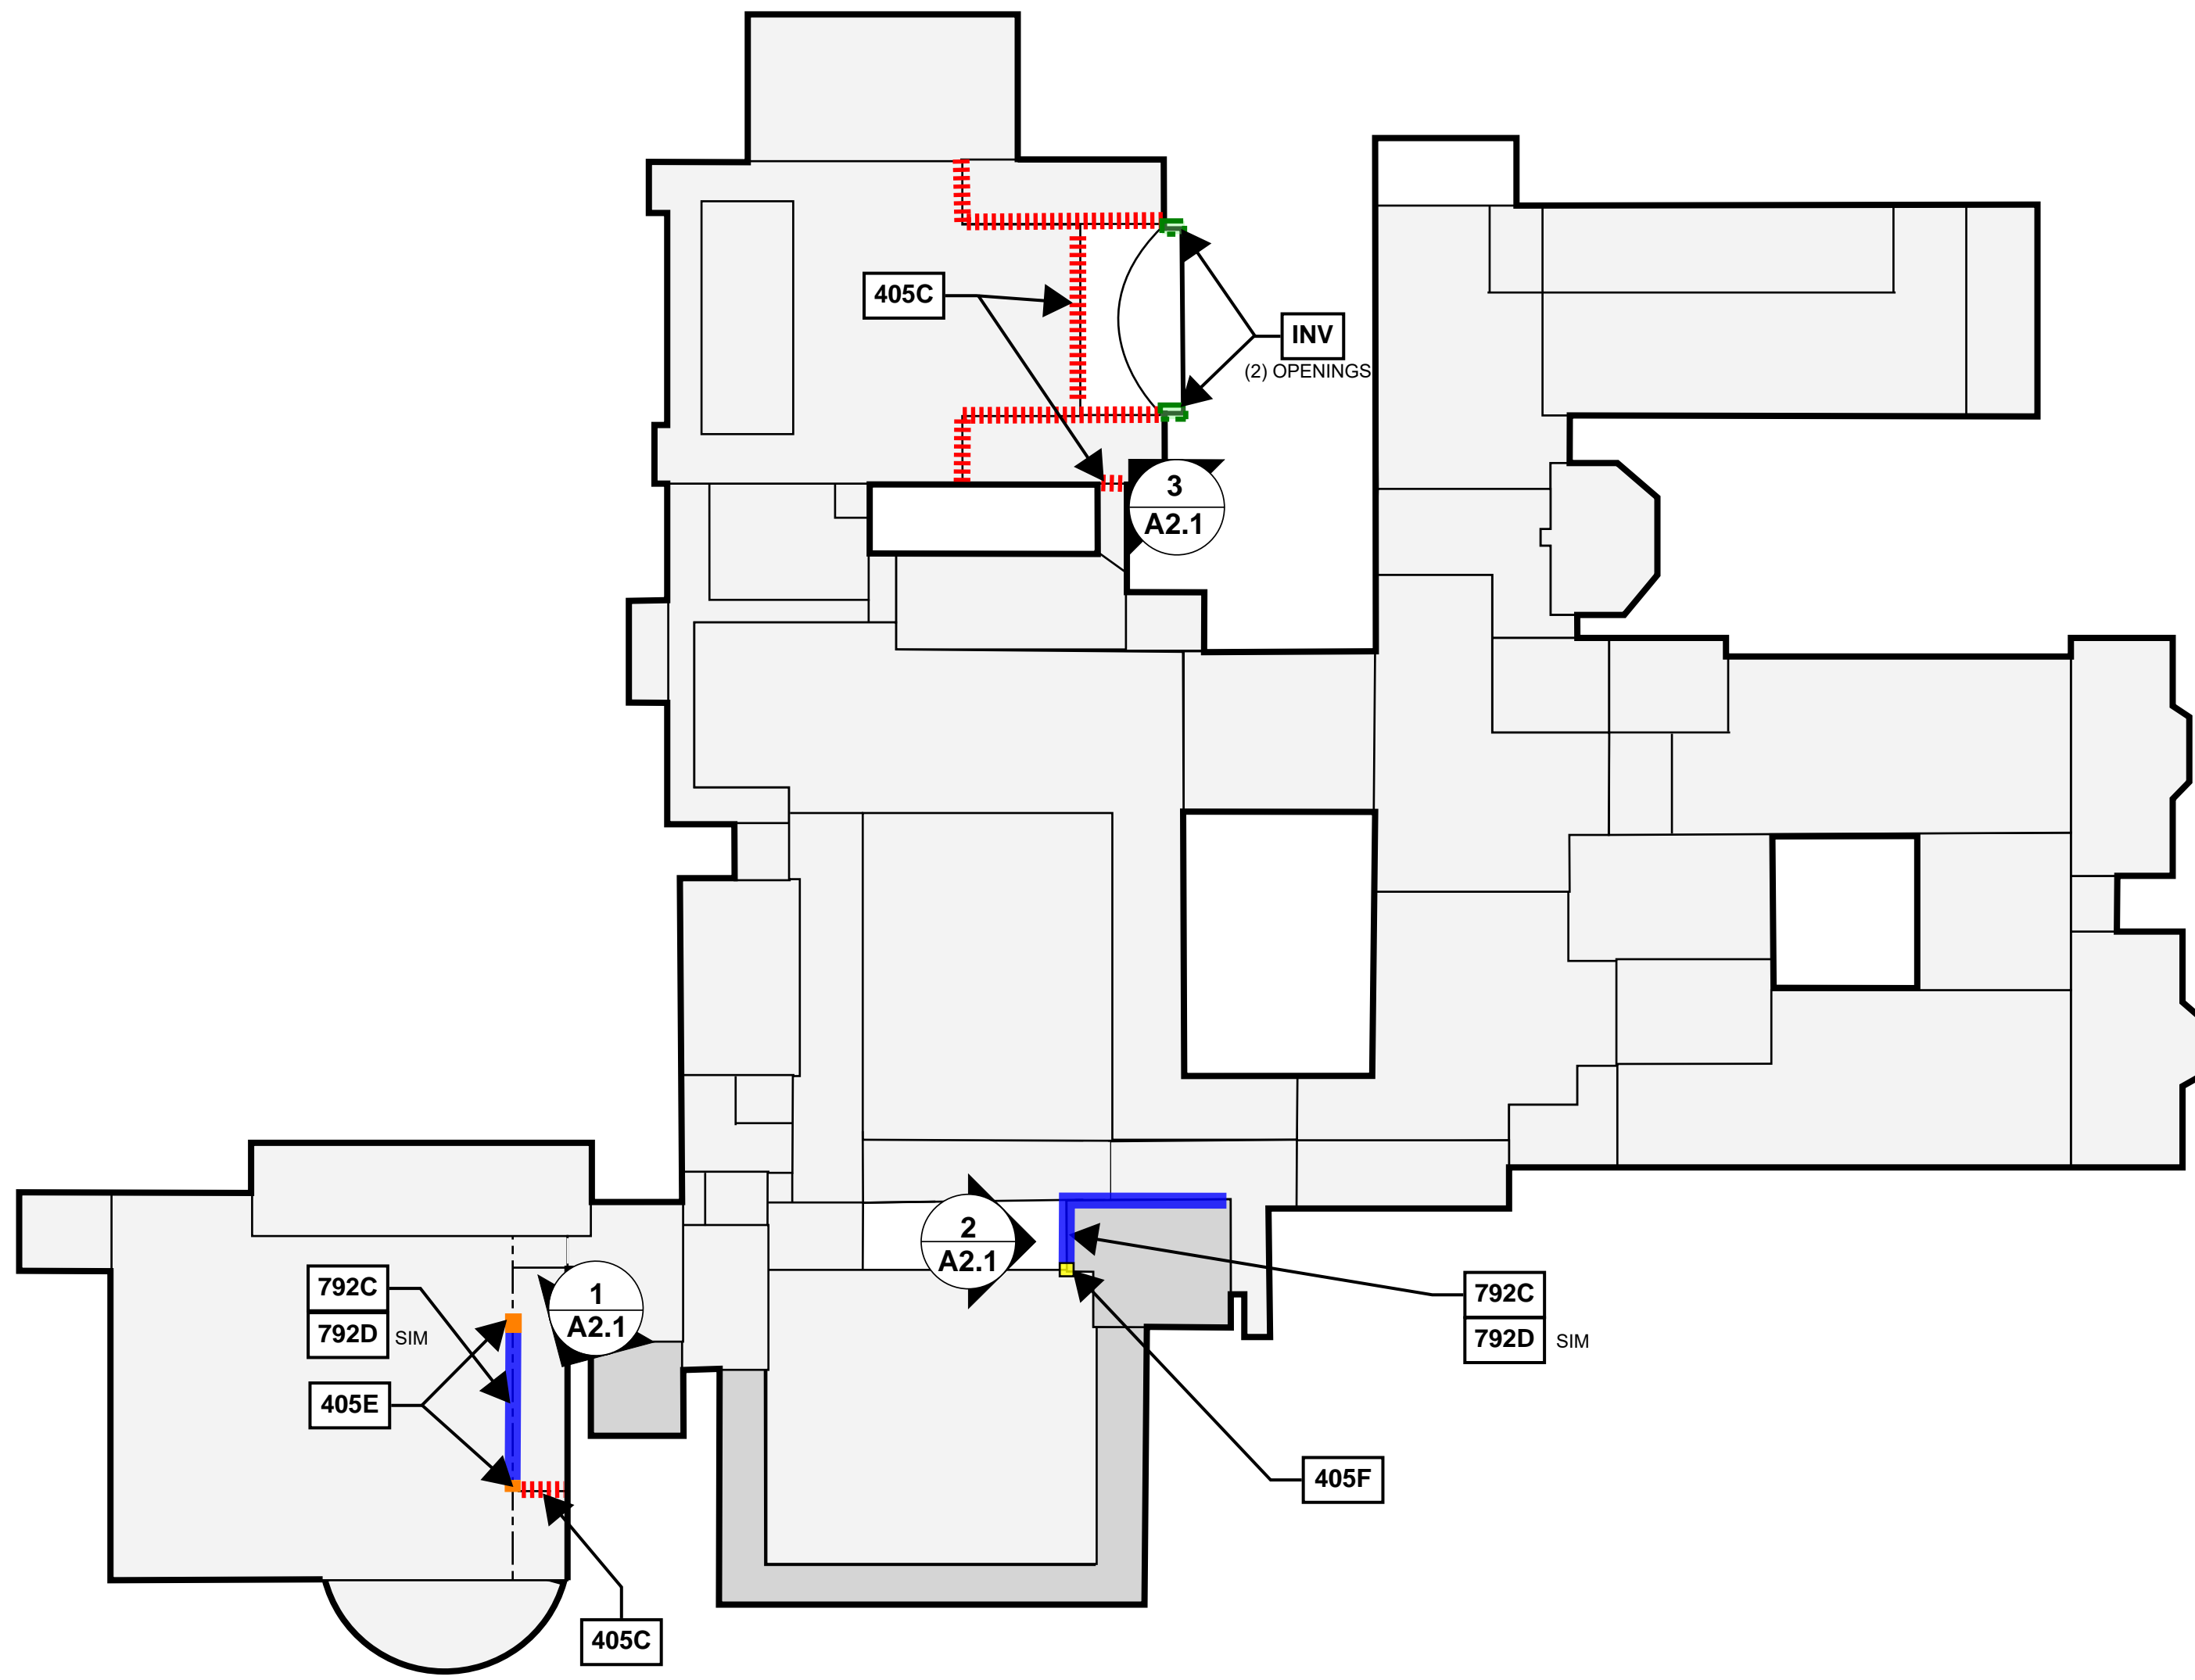 405C
INV
(2) OPENINGS
3
A2.1
2
A2.1
792C
792D SIM
1
A2.1
405E
792C
792D SIM
405F
405C